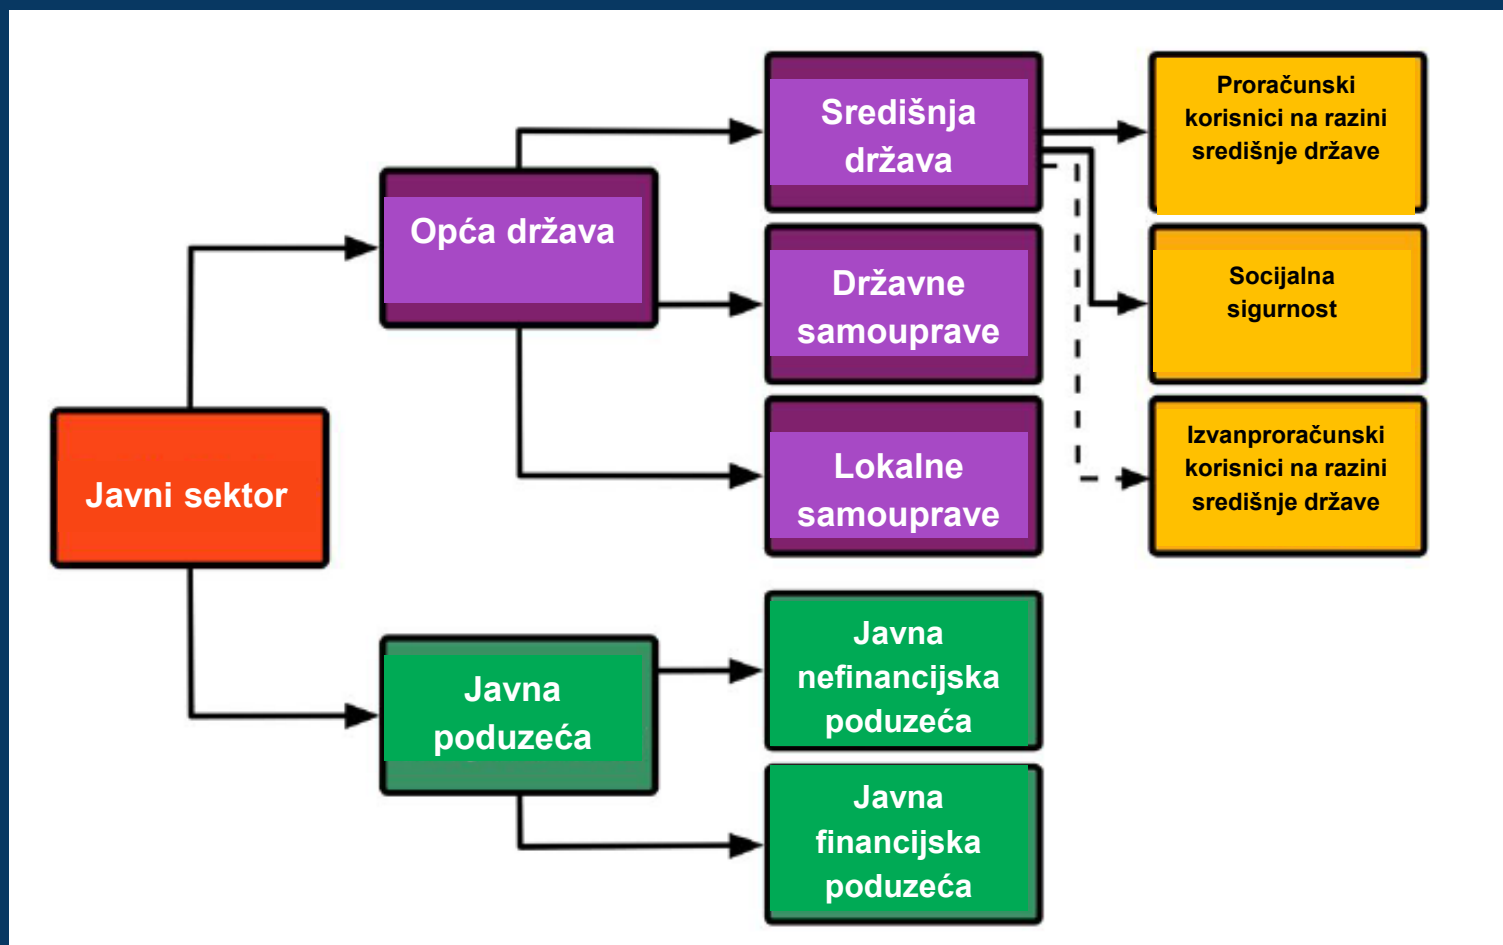 Središnja
država
Proračunski
korisnici na razini
središnje države
Opća država
Državne
samouprave
Socijalna
sigurnost
Lokalne
samouprave
Izvanproračunski
korisnici na razini
središnje države
Javni sektor
Javna
poduzeća
Javna
nefinancijska
poduzeća
Javna
financijska
poduzeća